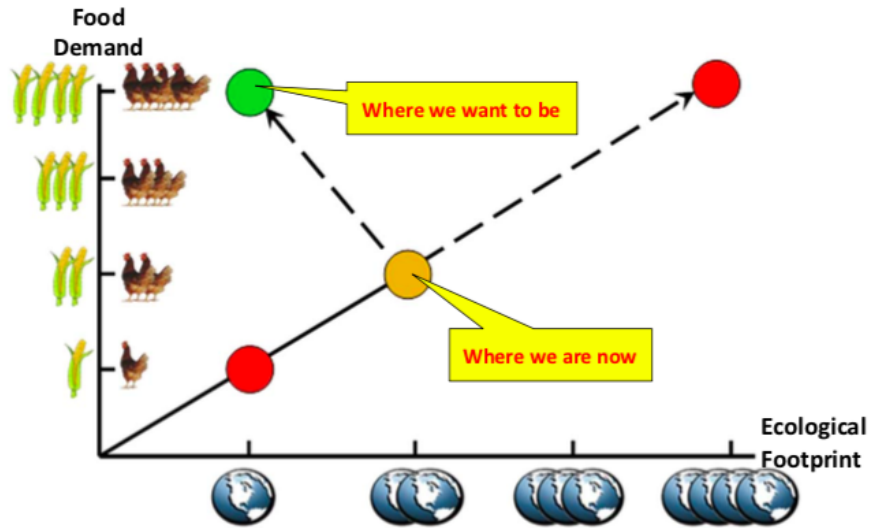 Food
Demand
Where we want to be
Where we are now
Ecological
Footprint